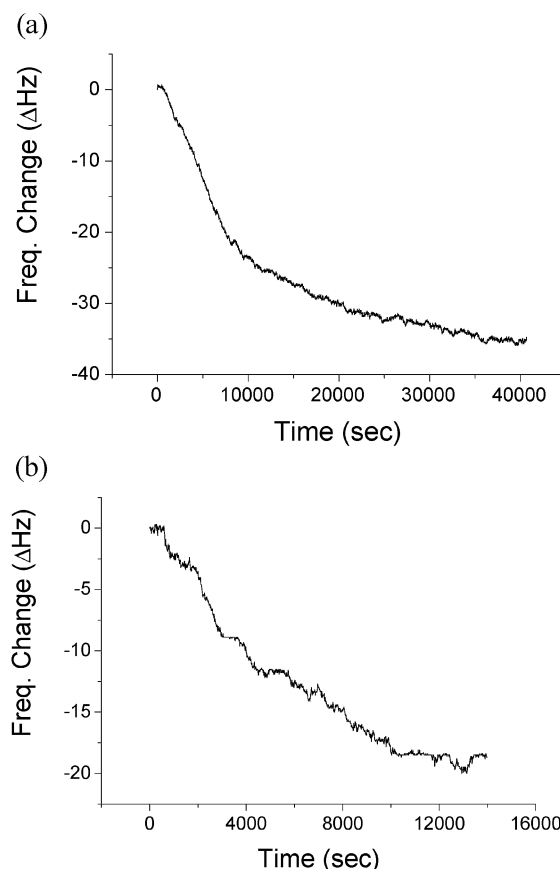 (a)
0
-10
-20
-30
-40
Freq. Change (ΔHz)
0 10000 20000 30000 40000
Time (sec)
(b)
0
-5
-10
-15
-20
Freq. Change (ΔHz)
0 4000 8000 12000 16000
Time (sec)